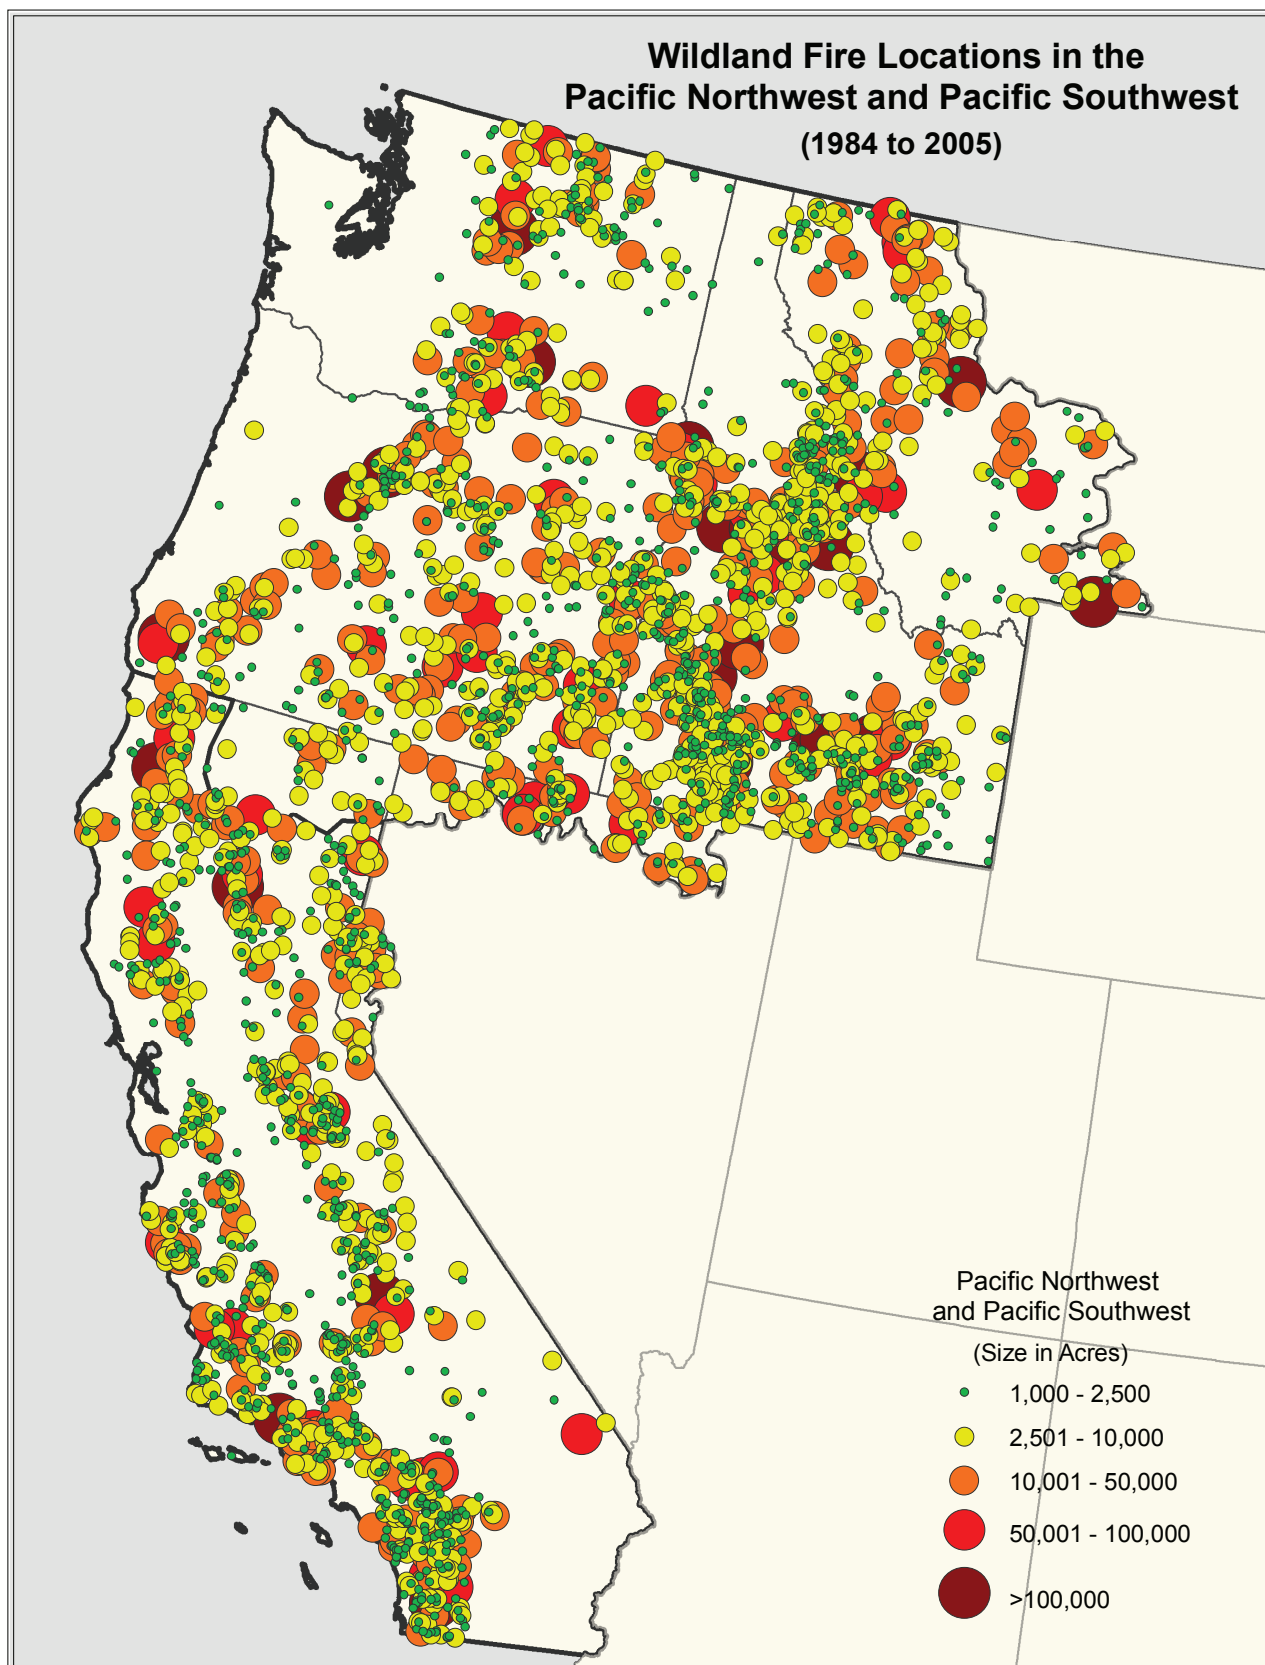 Wildland Fire Locations in the
Pacific Northwest and Pacific Southwest
(1984 to 2005)
Pacific Northwest
and Pacific Southwest
(Size in Acres)
1,000 - 2,500
2,501 - 10,000
10,001 - 50,000
50,001 - 100,000
>100,000